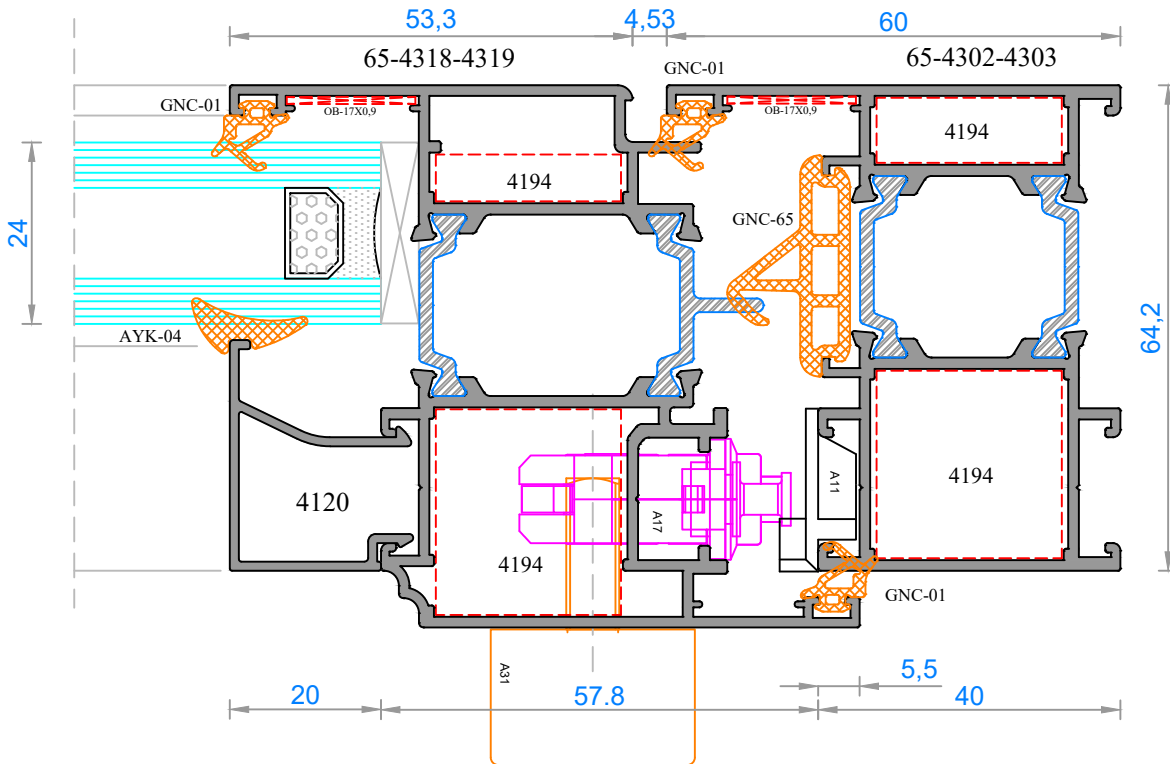 53,3
4,53
60
65-4318-4319
GNC-01
65-4302-4303
GNC-01
OB-17X0,9
OB-17X0,9
4194
4194
24
GNC-65
64,2
AYK-04
4120
4194
A17
A11
4194
GNC-01
A31
20
57.8
5,5
40